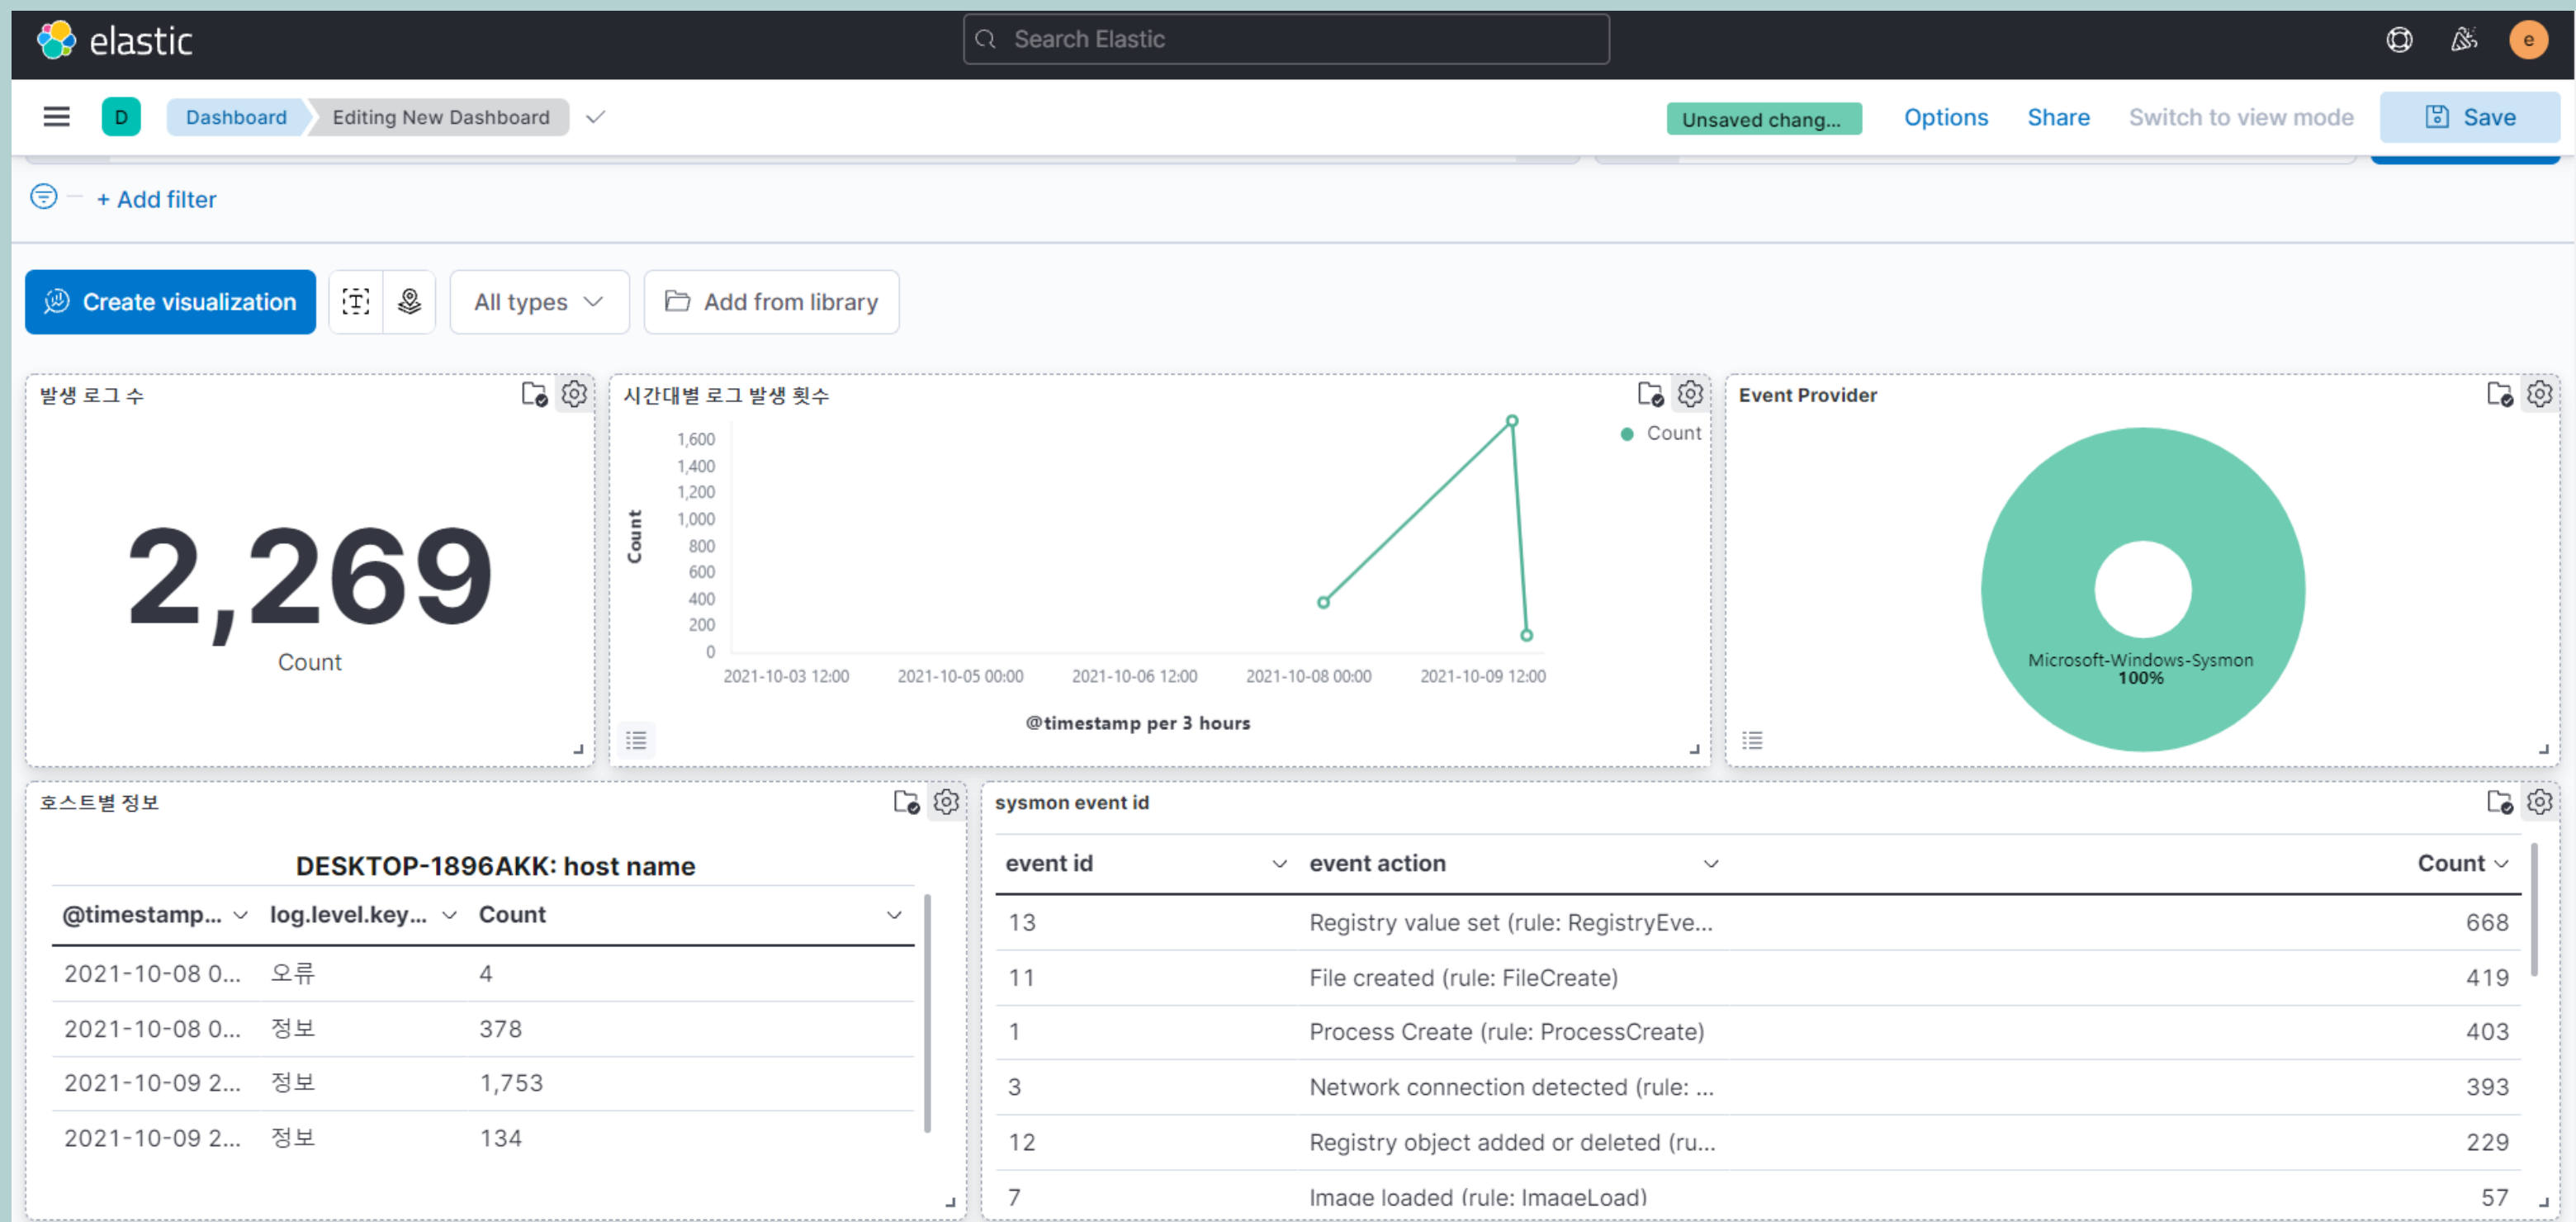 elastic
Search Elastic
e
D
Dashboard
Editing New Dashboard
Unsaved chang...
Options
Share
Switch to view mode
Save
+ Add filter
Create visualization
All types
Add from library
발생 로그 수
2,269
Count
시간대별 로그 발생 횟수
Count
1,600
1,400
1,200
1,000
800
600
400
200
0
Count
2021-10-03 12:00
2021-10-05 00:00
2021-10-06 12:00
2021-10-08 00:00
2021-10-09 12:00
@timestamp per 3 hours
Event Provider
Microsoft-Windows-Sysmon
100%
호스트별 정보
DESKTOP-1896AKK: host name
@timestamp... log.level.key... Count
2021-10-08 0... 오류 4
2021-10-08 0... 정보 378
2021-10-09 2... 정보 1,753
2021-10-09 2... 정보 134
sysmon event id
event id event action Count
13 Registry value set (rule: RegistryEve... 668
11 File created (rule: FileCreate) 419
1 Process Create (rule: ProcessCreate) 403
3 Network connection detected (rule: ... 393
12 Registry object added or deleted (ru... 229
7 Image loaded (rule: ImageLoad) 57